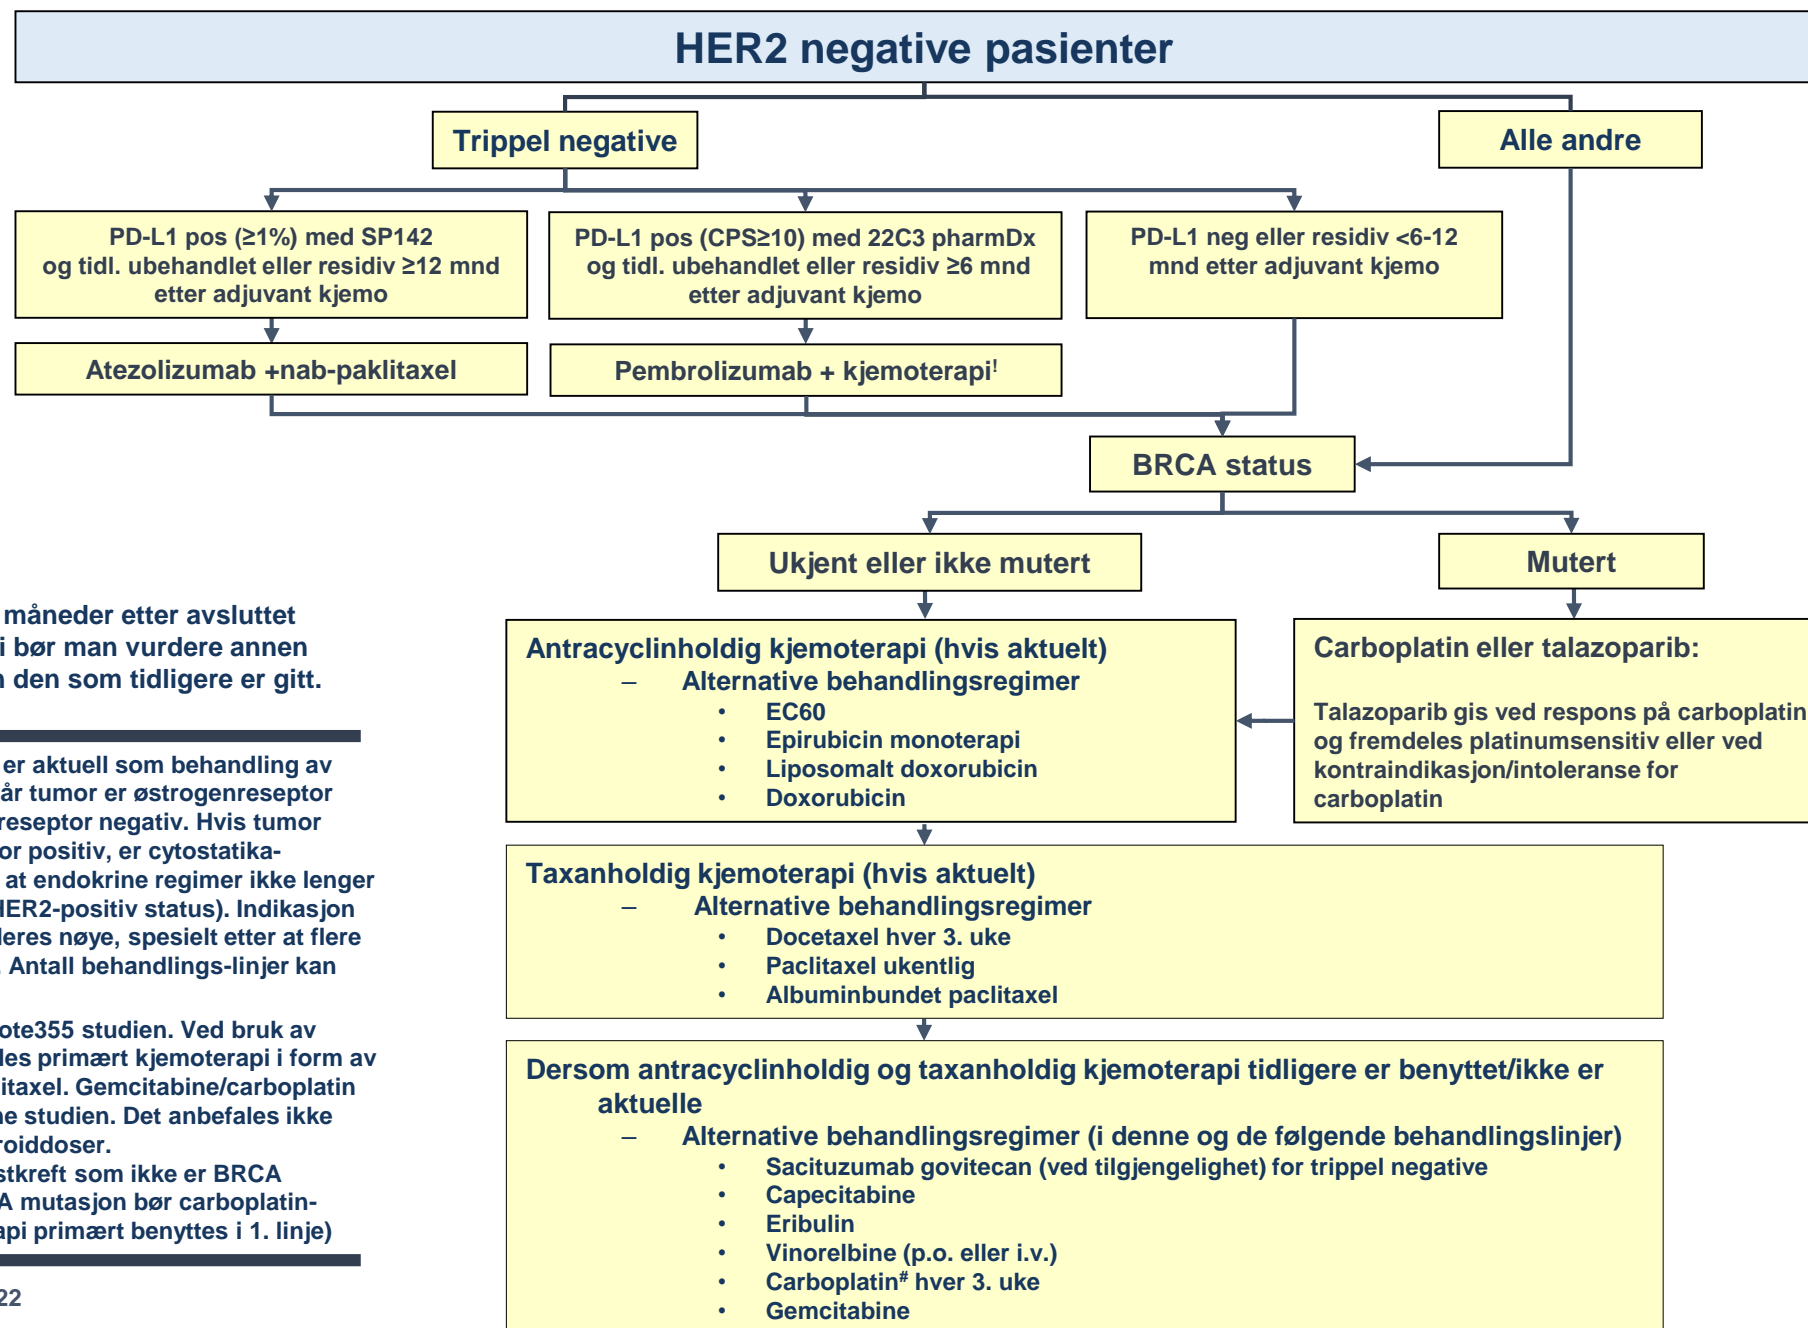 HER2 negative pasienter
Trippel negative
Alle andre
PD-L1 pos (≥1%) med SP142
og tidl. ubehandlet eller residiv ≥12 mnd
etter adjuvant kjemo
PD-L1 pos (CPS≥10) med 22C3 pharmDx
og tidl. ubehandlet eller residiv ≥6 mnd
etter adjuvant kjemo
PD-L1 neg eller residiv <6-12
mnd etter adjuvant kjemo
Atezolizumab +nab-paklitaxel
Pembrolizumab + kjemoterapi!
BRCA status
Ukjent eller ikke mutert
Mutert
Antracyclinholdig kjemoterapi (hvis aktuelt)
– Alternative behandlingsregimer
• EC60
• Epirubicin monoterapi
• Liposomalt doxorubicin
• Doxorubicin
Carboplatin eller talazoparib:
Talazoparib gis ved respons på carboplatin
og fremdeles platinumsensitiv eller ved
kontraindikasjon/intoleranse for
carboplatin
Taxanholdig kjemoterapi (hvis aktuelt)
– Alternative behandlingsregimer
• Docetaxel hver 3. uke
• Paclitaxel ukentlig
• Albuminbundet paclitaxel
Dersom antracyclinholdig og taxanholdig kjemoterapi tidligere er benyttet/ikke er
aktuelle
– Alternative behandlingsregimer (i denne og de følgende behandlingslinjer)
• Sacituzumab govitecan (ved tilgjengelighet) for trippel negative
• Capecitabine
• Eribulin
• Vinorelbine (p.o. eller i.v.)
• Carboplatin# hver 3. uke
• Gemcitabine
måneder etter avsluttet
i bør man vurdere annen
n den som tidligere er gitt.
er aktuell som behandling av
år tumor er østrogenreseptor
reseptor negativ. Hvis tumor
or positiv, er cytostatika-
at endokrine regimer ikke lenger
HER2-positiv status). Indikasjon
deres nøye, spesielt etter at flere
. Antall behandlings-linjer kan
ote355 studien. Ved bruk av
les primært kjemoterapi i form av
litaxel. Gemcitabine/carboplatin
ne studien. Det anbefales ikke
roiddoser.
stkreft som ikke er BRCA
A mutasjon bør carboplatin-
api primært benyttes i 1. linje)
22